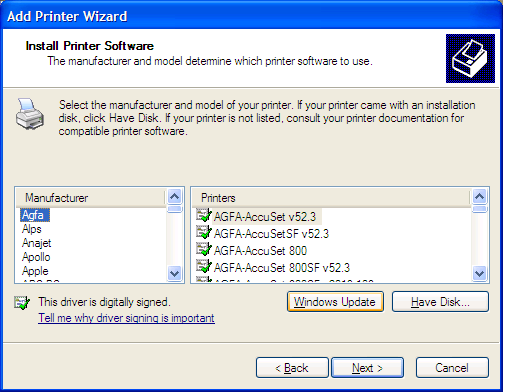 Add Printer Wizard
Install Printer Software
The manufacturer and model determine which printer software to use.
Select the manufacturer and model of your printer. If your printer came with an installation
disk, click Have Disk. If your printer is not listed, consult your printer documentation for
compatible printer software.
Manufacturer
Agfa
Alps
Anajet
Apollo
Apple
Printers
AGFA-AccuSet v52.3
AGFA-AccuSetSF v52.3
AGFA-AccuSet 800
AGFA-AccuSet 800SF v52.3
This driver is digitally signed.
Tell me why driver signing is important
Windows Update
Have Disk...
< Back
Next >
Cancel